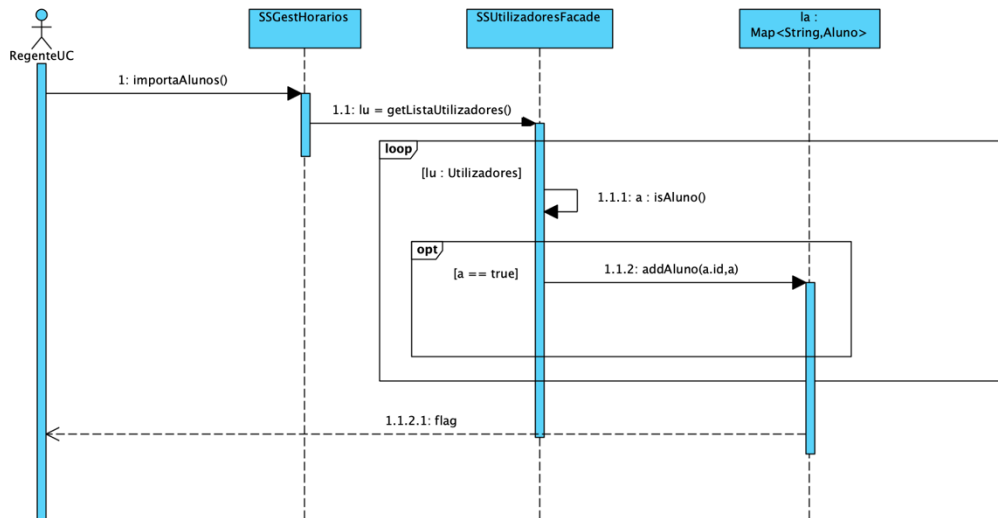 SSGestHorarios
SSUtilizadoresFacade
la :
Map<String,Aluno>
RegenteUC
1: importaAlunos()
1.1: lu = getListaUtilizadores()
loop
[lu : Utilizadores]
1.1.1: a : isAluno()
opt
[a == true]
1.1.2: addAluno(a.id,a)
1.1.2.1: flag